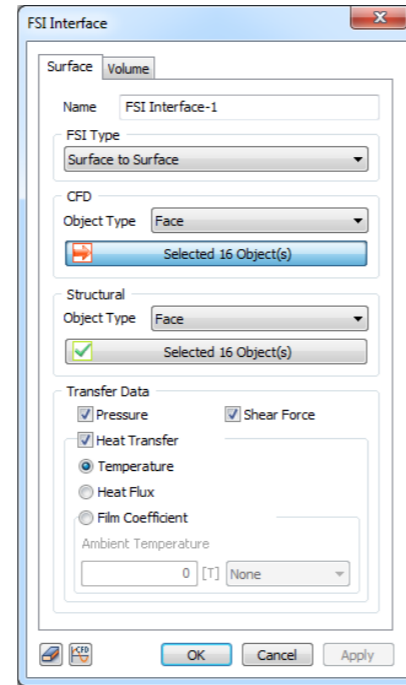 FSI Interface
Surface Volume
Name FSI Interface-1
FSI Type
Surface to Surface
CFD
Object Type Face
Selected 16 Object(s)
Structural
Object Type Face
Selected 16 Object(s)
Transfer Data
Pressure Shear Force
Heat Transfer
Temperature
Heat Flux
Film Coefficient
Ambient Temperature
0 [T] None
CFD OK Cancel Apply